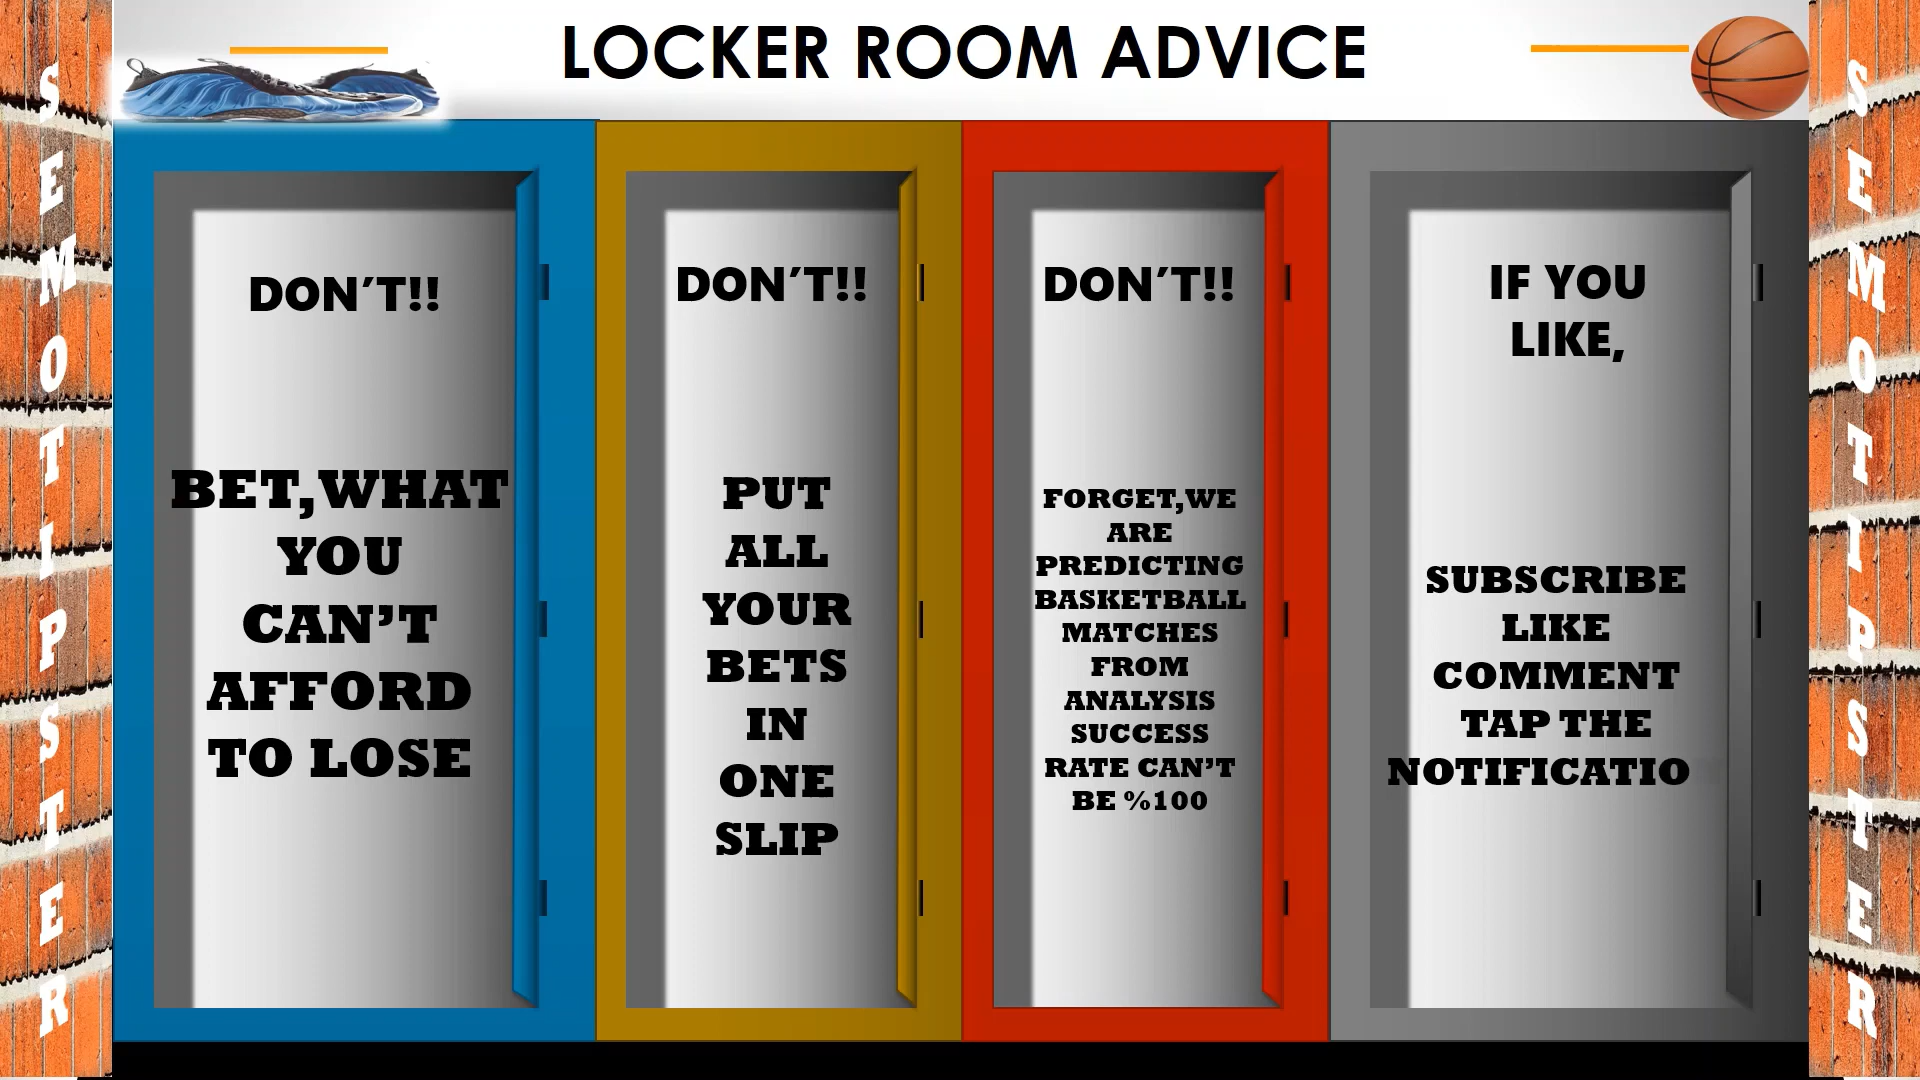 LOCKER ROOM ADVICE
SEMOTIPSTER
DON´T!!
BET,WHAT
YOU
CAN’T
AFFORD
TO LOSE
DON´T!!
PUT
ALL
YOUR
BETS
IN
ONE
SLIP
DON´T!!
FORGET,WE
ARE
PREDICTING
BASKETBALL
MATCHES
FROM
ANALYSIS
SUCCESS
RATE CAN’T
BE %100
IF YOU
LIKE,
SUBSCRIBE
LIKE
COMMENT
TAP THE
NOTIFICATIO
SEMOTIPSTER